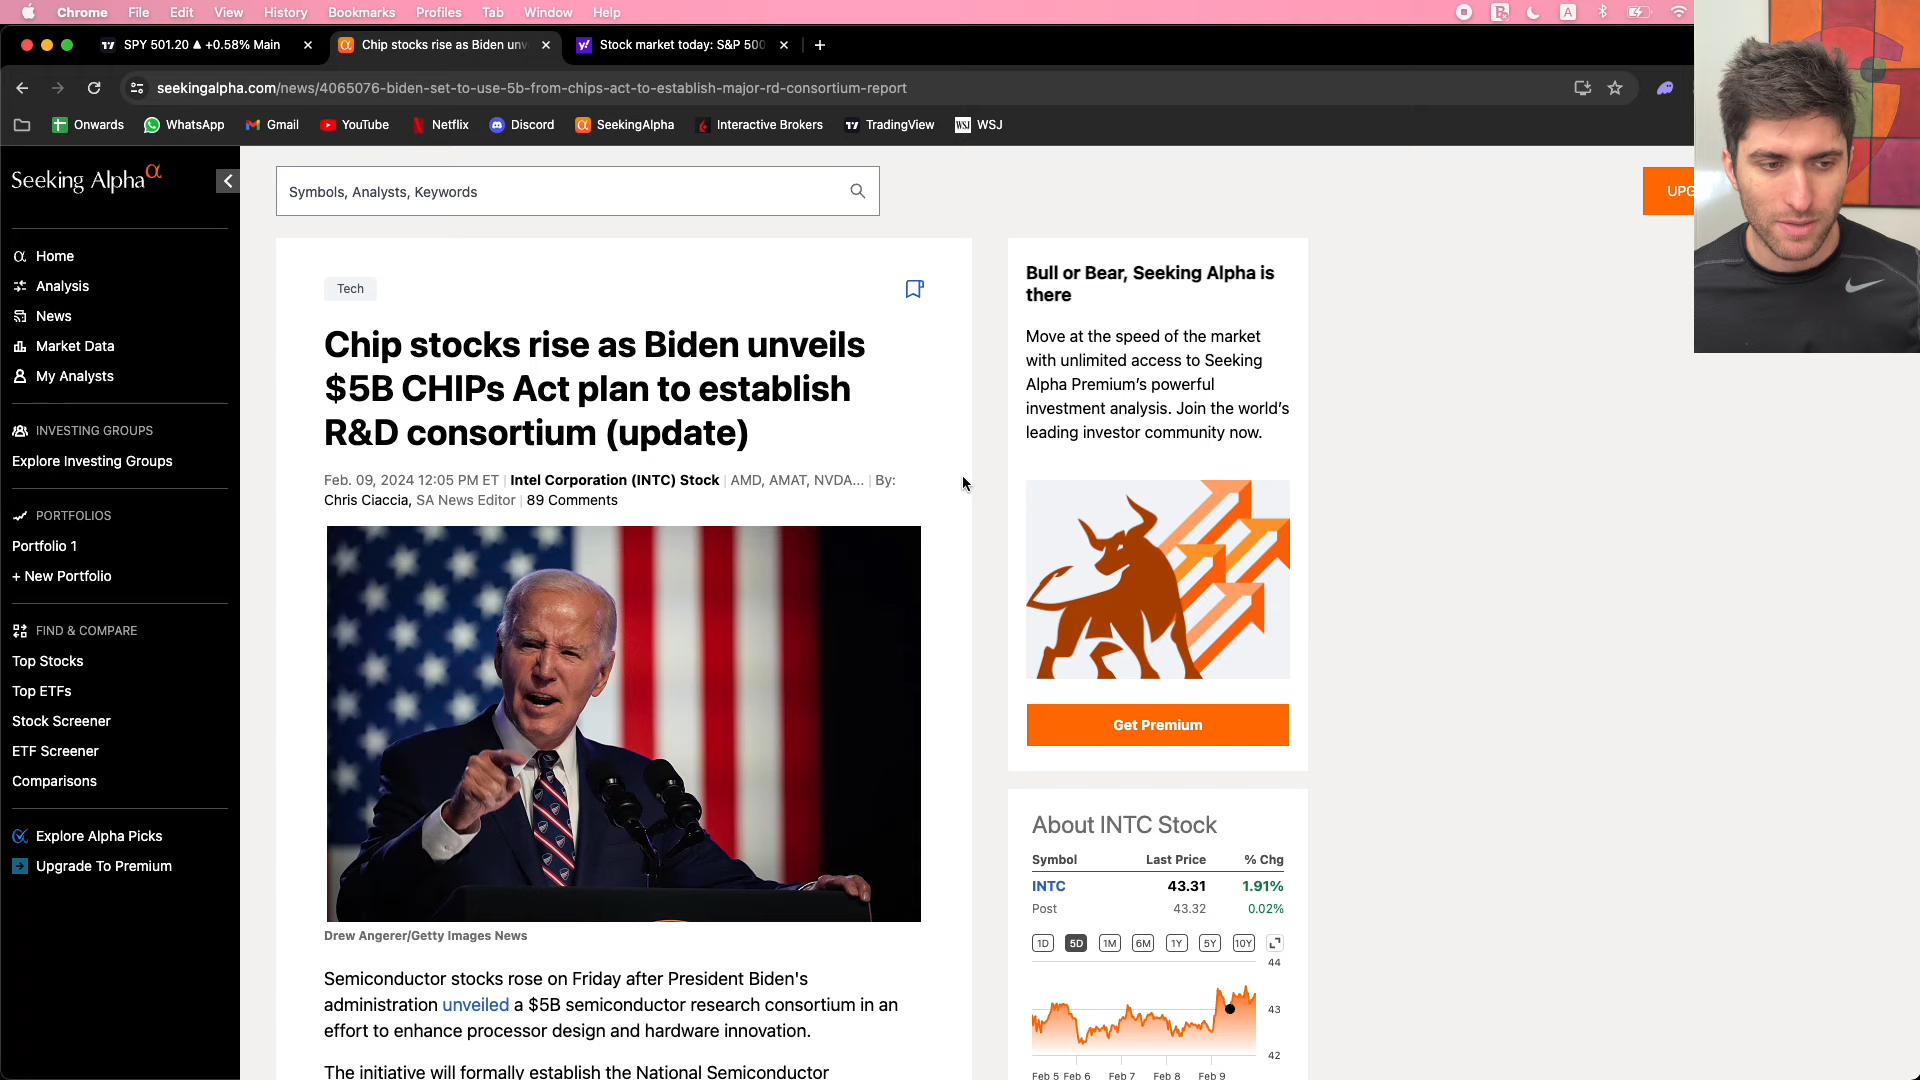 Chrome File Edit View History Bookmarks Profiles Tab Window Help
SPY 501.20 ▲ +0.58% Main
Chip stocks rise as Biden unv
Stock market today: S&P 500
seekingalpha.com/news/4065076-biden-set-to-use-5b-from-chips-act-to-establish-major-rd-consortium-report
Onwards WhatsApp Gmail YouTube Netflix Discord SeekingAlpha Interactive Brokers TradingView WSJ
Seeking Alpha α
Symbols, Analysts, Keywords
UPG
Home
Analysis
News
Market Data
My Analysts
INVESTING GROUPS
Explore Investing Groups
PORTFOLIOS
Portfolio 1
+ New Portfolio
FIND & COMPARE
Top Stocks
Top ETFs
Stock Screener
ETF Screener
Comparisons
Explore Alpha Picks
Upgrade To Premium
Tech
Chip stocks rise as Biden unveils
$5B CHIPs Act plan to establish
R&D consortium (update)
Feb. 09, 2024 12:05 PM ET | Intel Corporation (INTC) Stock | AMD, AMAT, NVDA... | By:
Chris Ciaccia, SA News Editor | 89 Comments
Drew Angerer/Getty Images News
Semiconductor stocks rose on Friday after President Biden's
administration unveiled a $5B semiconductor research consortium in an
effort to enhance processor design and hardware innovation.
The initiative will formally establish the National Semiconductor
Bull or Bear, Seeking Alpha is
there
Move at the speed of the market
with unlimited access to Seeking
Alpha Premium's powerful
investment analysis. Join the world's
leading investor community now.
Get Premium
About INTC Stock
Symbol Last Price % Chg
INTC 43.31 1.91%
Post 43.32 0.02%
1D 5D 1M 6M 1Y 5Y 10Y
44
43
42
Feb 5 Feb 6 Feb 7 Feb 8 Feb 9